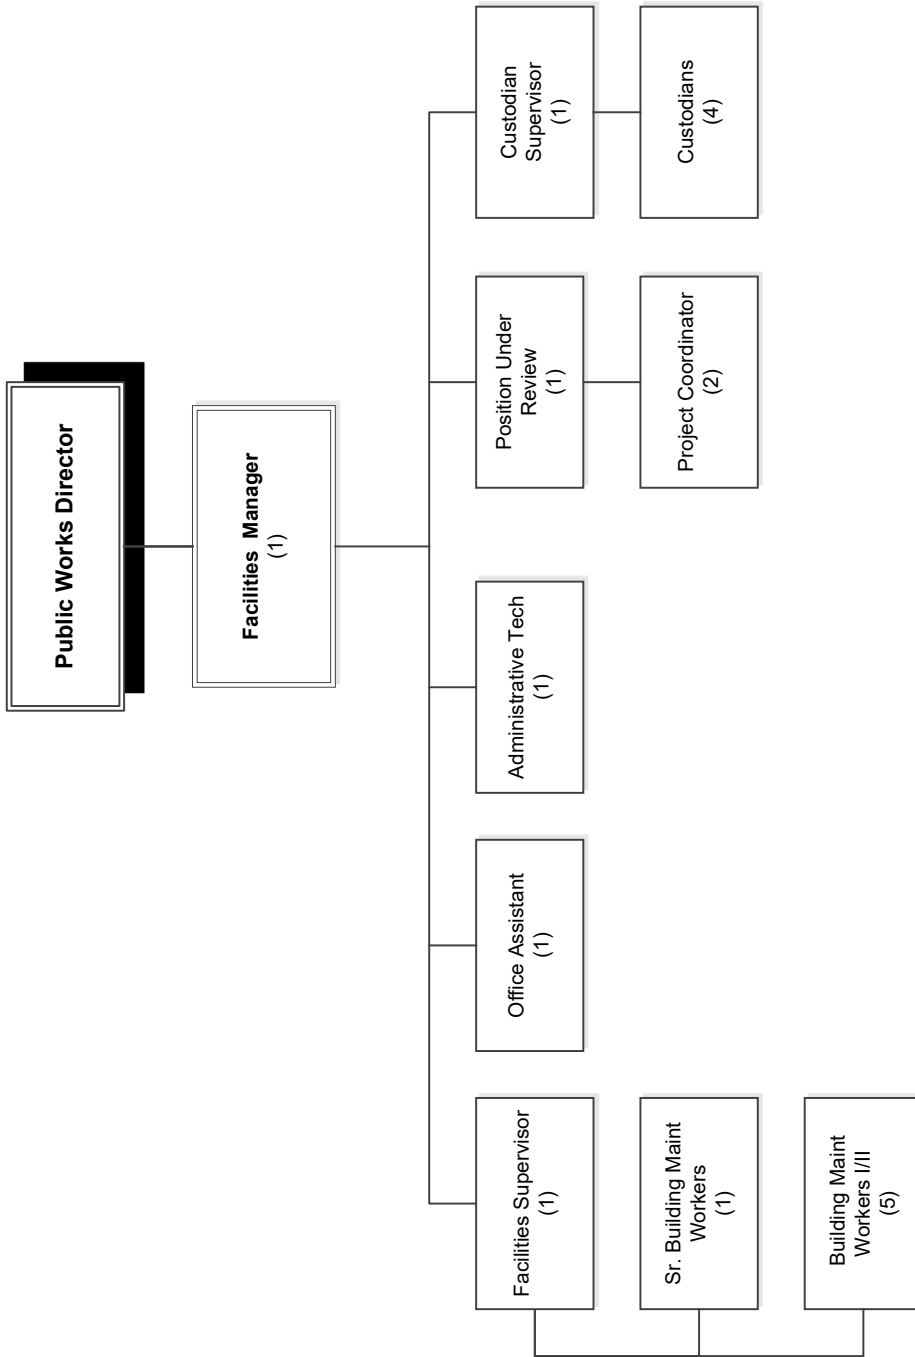 Public Works Director
Facilities Manager
(1)
Facilities Supervisor
(1)
Office Assistant
(1)
Administrative Tech
(1)
Position Under
Review
(1)
Custodian
Supervisor
(1)
Sr. Building Maint
Workers
(1)
Project Coordinator
(2)
Custodians
(4)
Building Maint
Workers I/II
(5)